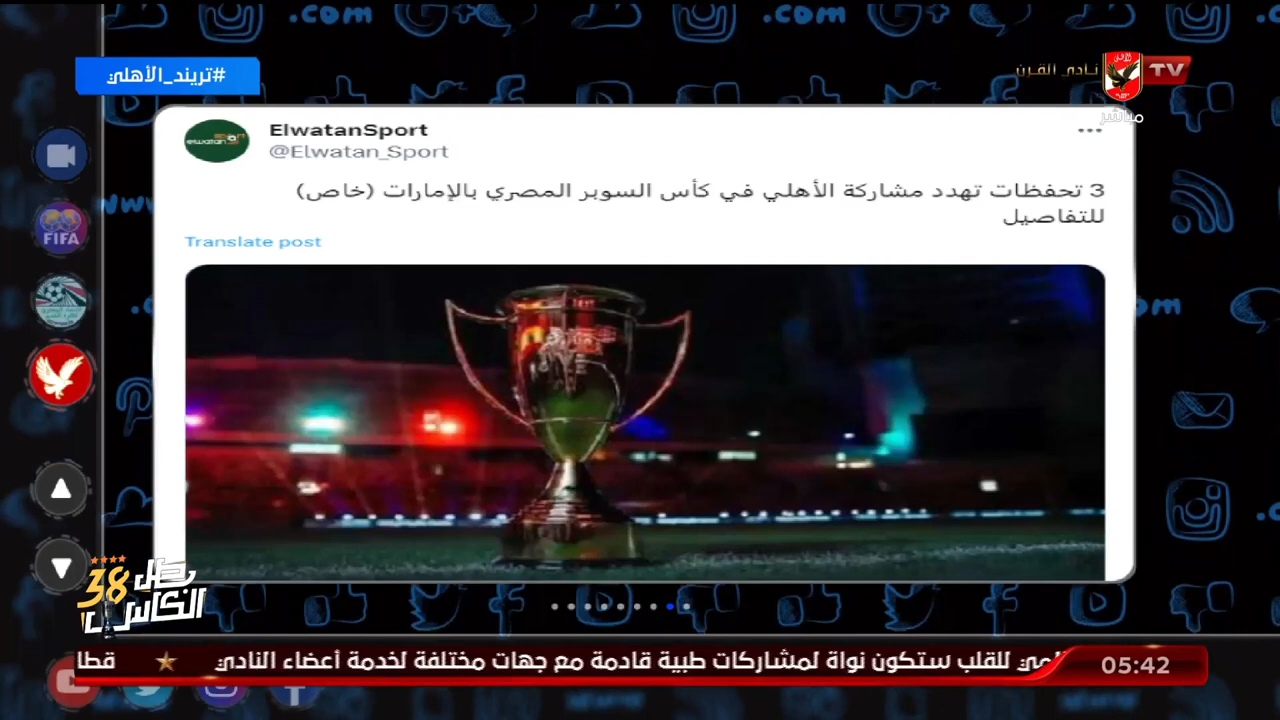 #تريند_الأهلي
نادي القرن
TV
مباشر
ElwatanSport
@Elwatan_Sport
3 تحفظات تهدد مشاركة الأهلي في كأس السوبر المصري بالإمارات (خاص)
للتفاصيل
Translate post
FIFA
بطل
38
الكاس
للقلب ستكون نواة لمشاركات طبية قادمة مع جهات مختلفة لخدمة أعضاء النادي ★ قطا
05:42